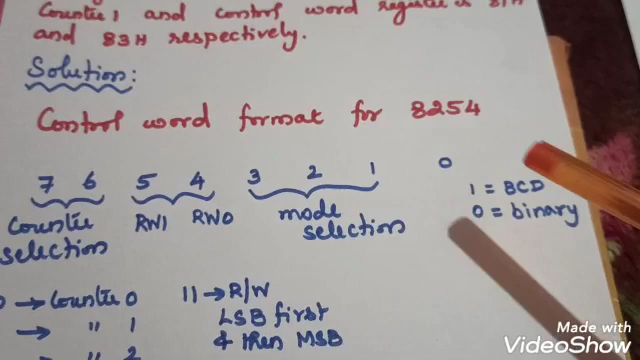 Counter 1 and control word register is 81H
and 83H respectively.
Solution:
Control word format for 8254
7 6 5 4 3 2 1 0
Counter selection
RW1 RW0
mode selection
1 = BCD
0 = binary
0 → Counter 0
→ " 1
→ " 2
11 → R/W
LSB first
& then MSB
Made with
VideoShow